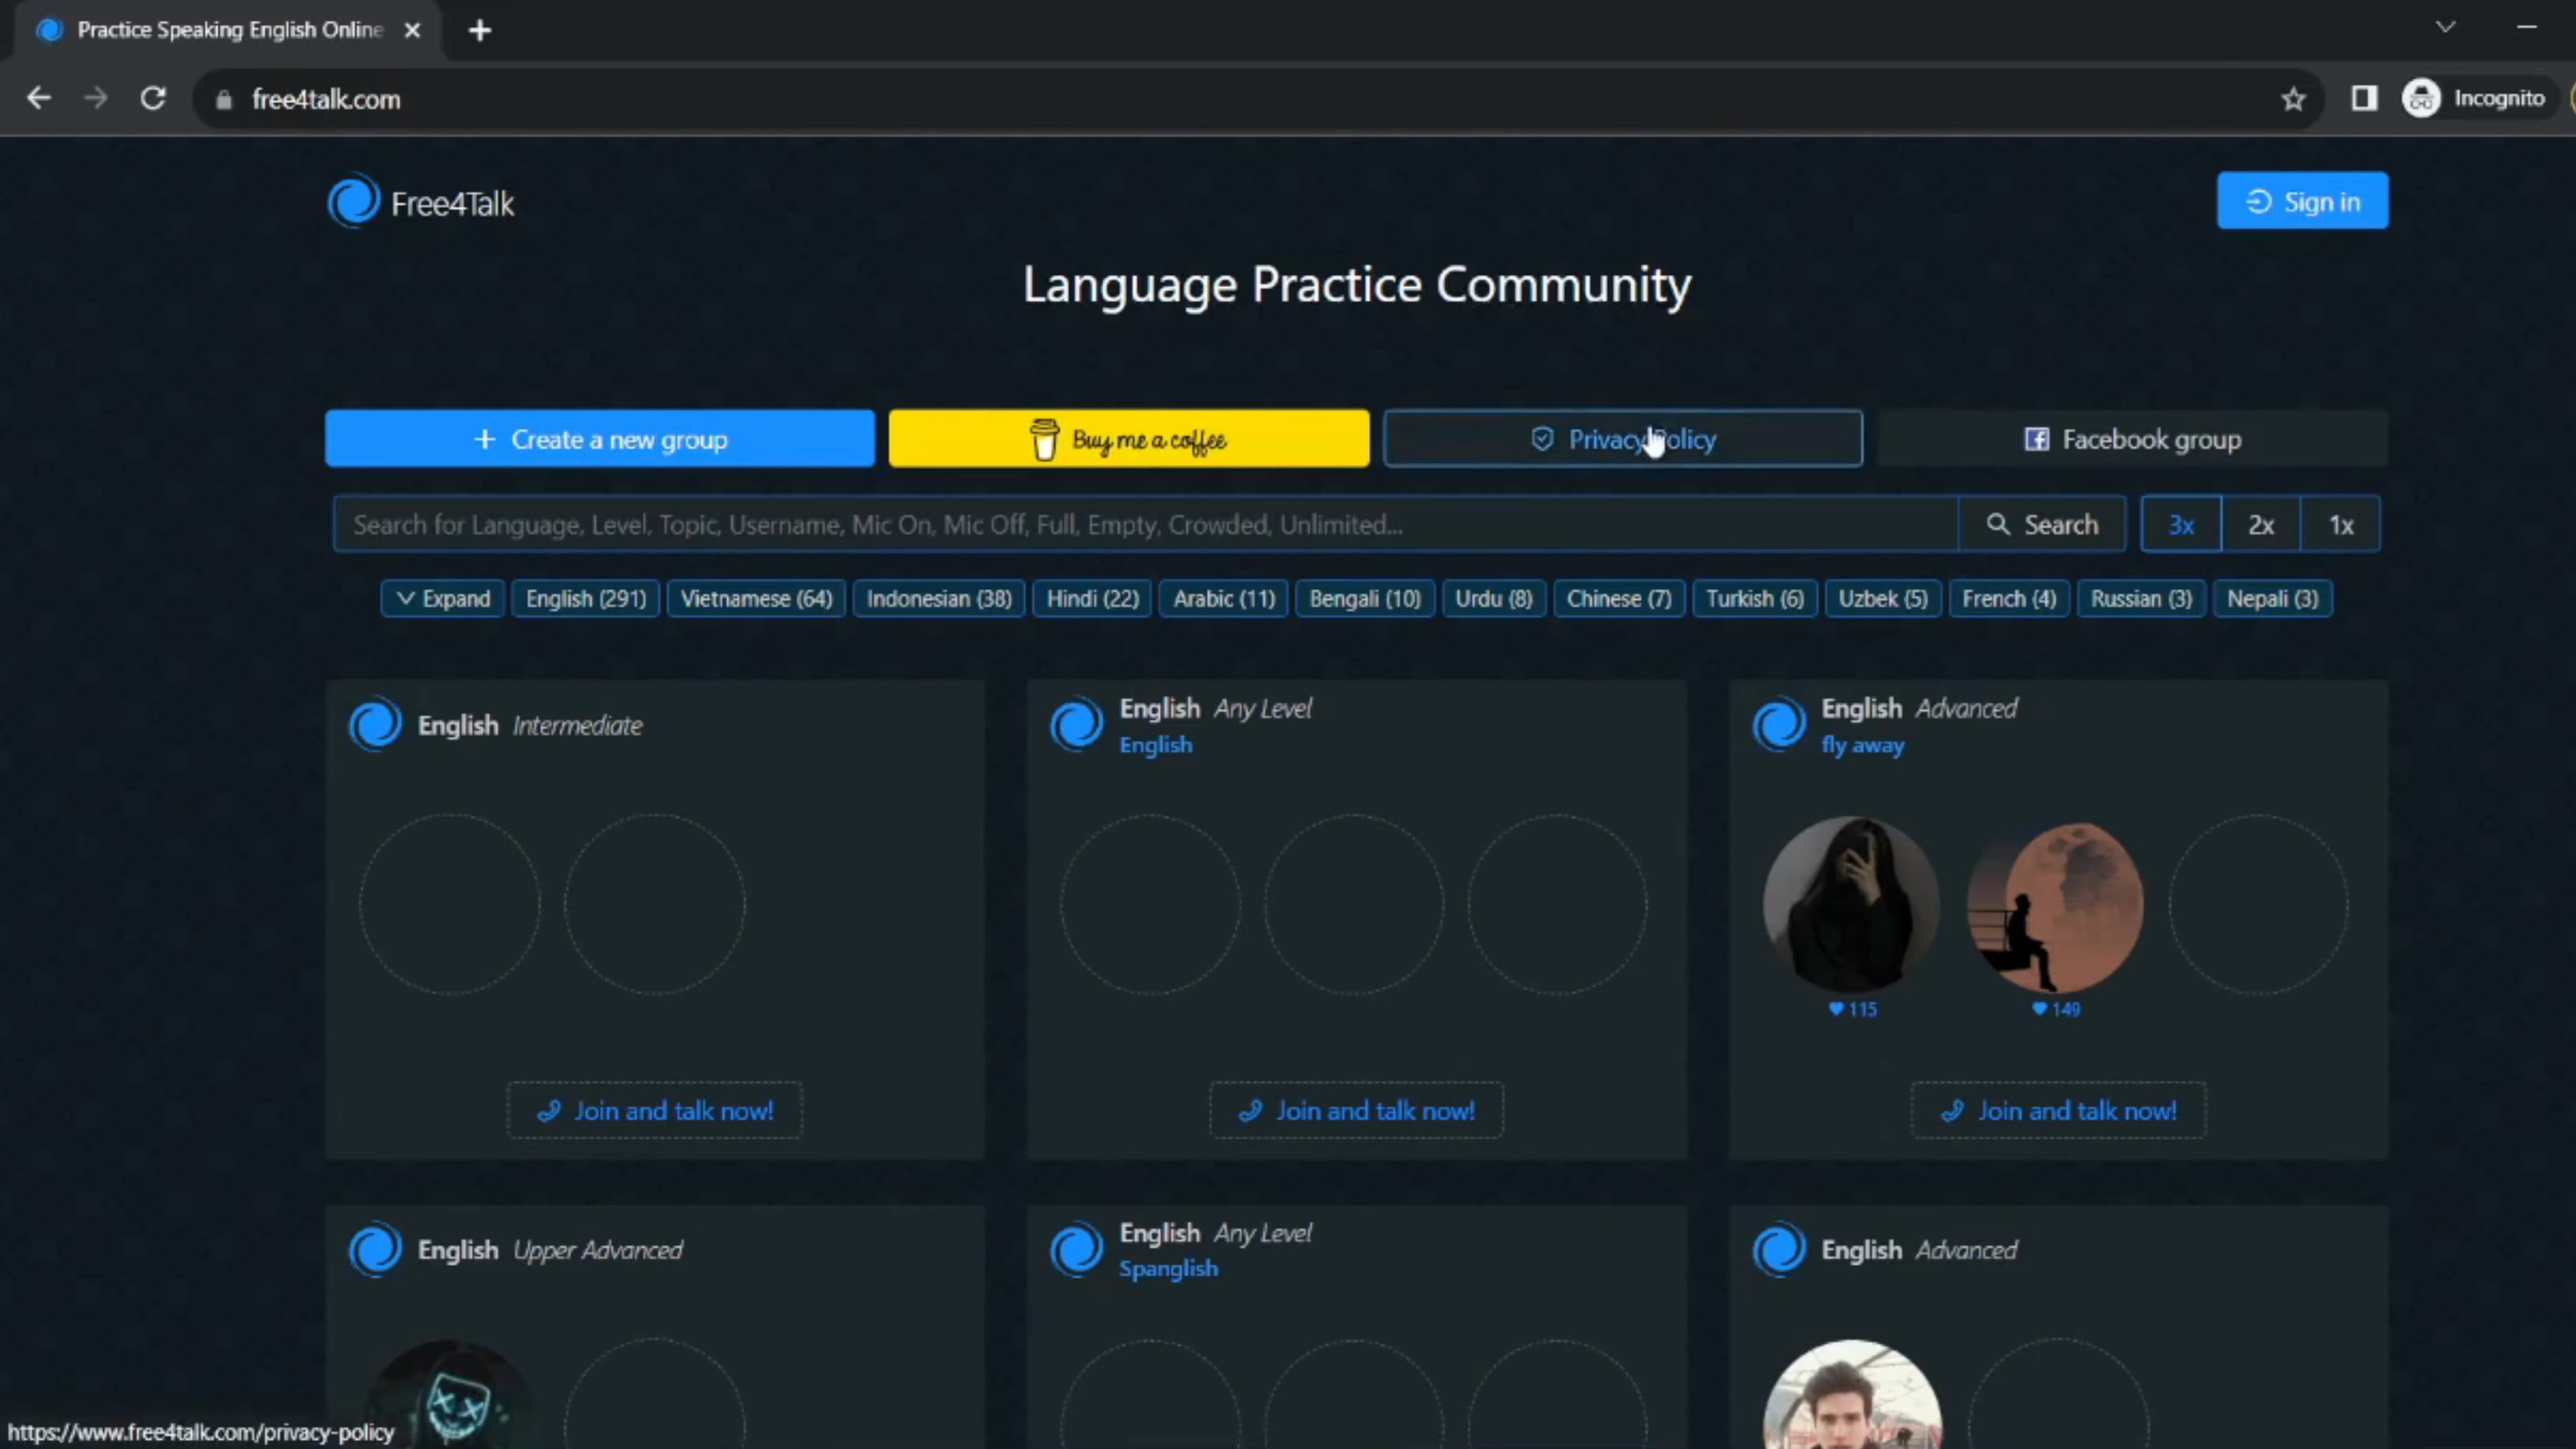 Practice Speaking English Online
free4talk.com
Incognito
Free4Talk
Sign in
Language Practice Community
+ Create a new group
Buy me a coffee
Privacy Policy
Facebook group
Search for Language, Level, Topic, Username, Mic On, Mic Off, Full, Empty, Crowded, Unlimited...
Search
3x
2x
1x
Expand
English (291)
Vietnamese (64)
Indonesian (38)
Hindi (22)
Arabic (11)
Bengali (10)
Urdu (8)
Chinese (7)
Turkish (6)
Uzbek (5)
French (4)
Russian (3)
Nepali (3)
English Intermediate
Join and talk now!
English Any Level
English
Join and talk now!
English Advanced
fly away
115
149
Join and talk now!
English Upper Advanced
English Any Level
Spanglish
English Advanced
https://www.free4talk.com/privacy-policy